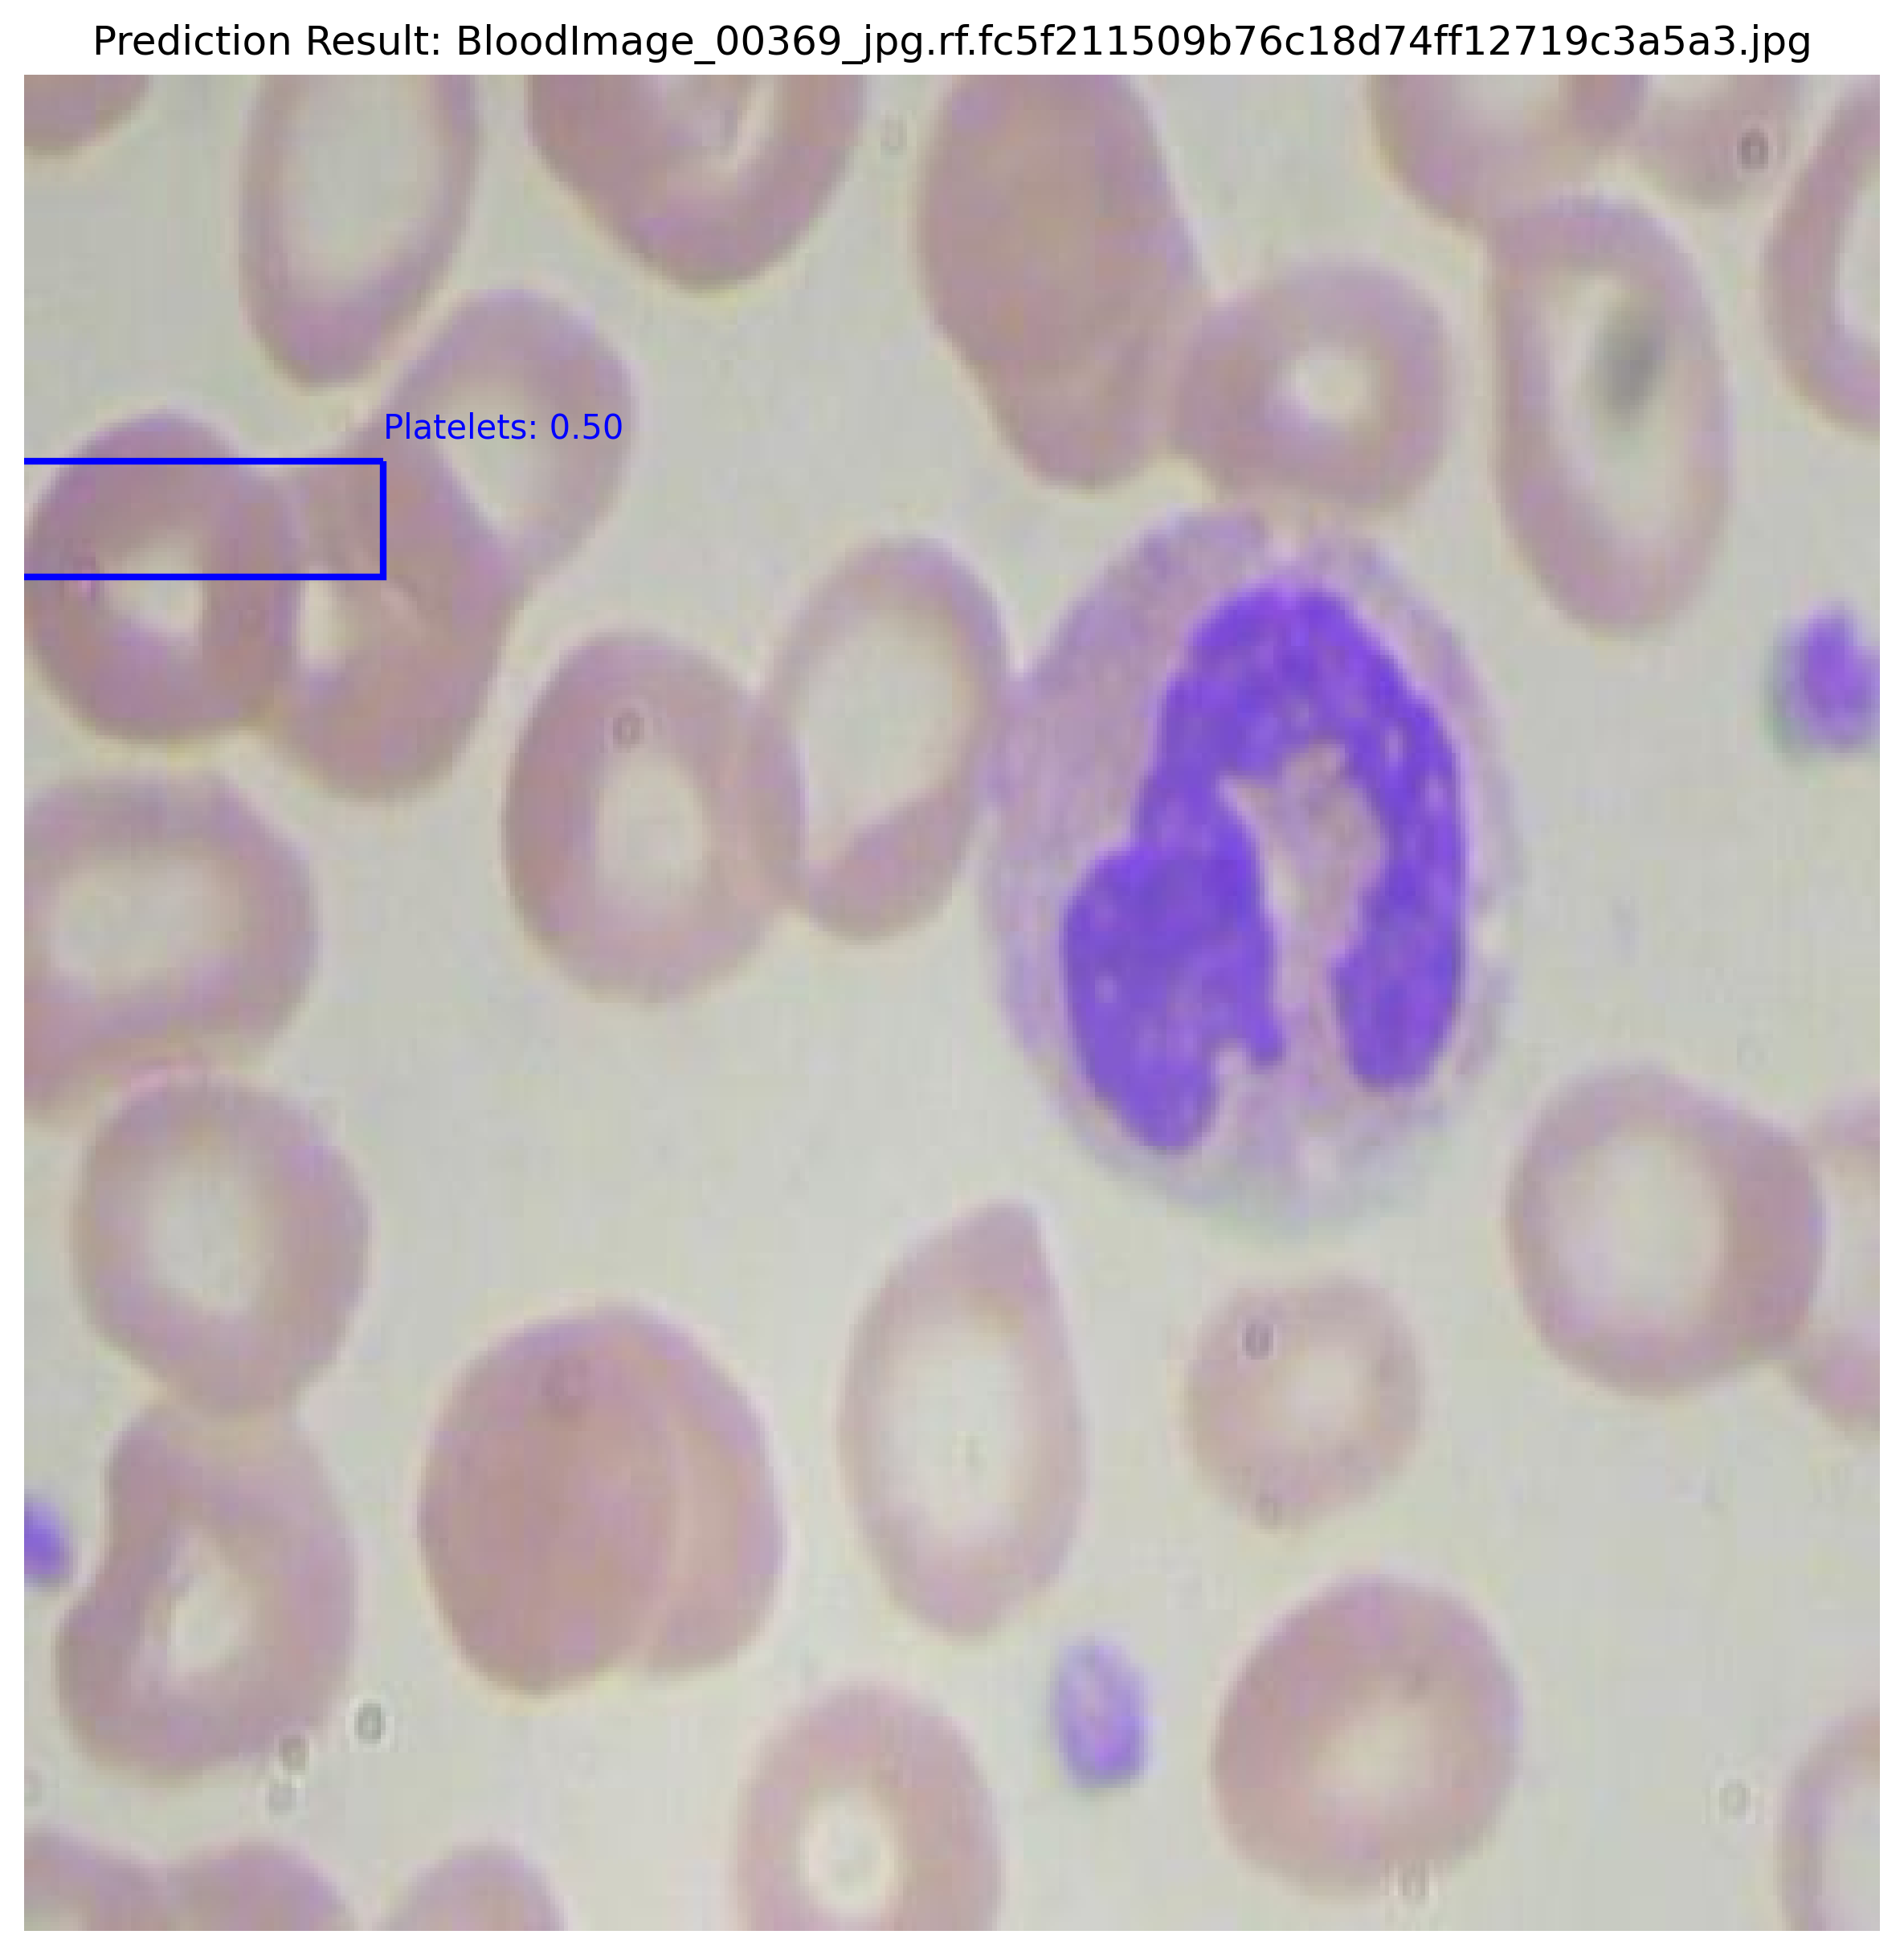 Prediction Result: BloodImage_00369_jpg.rf.fc5f211509b76c18d74ff12719c3a5a3.jpg
Platelets: 0.50